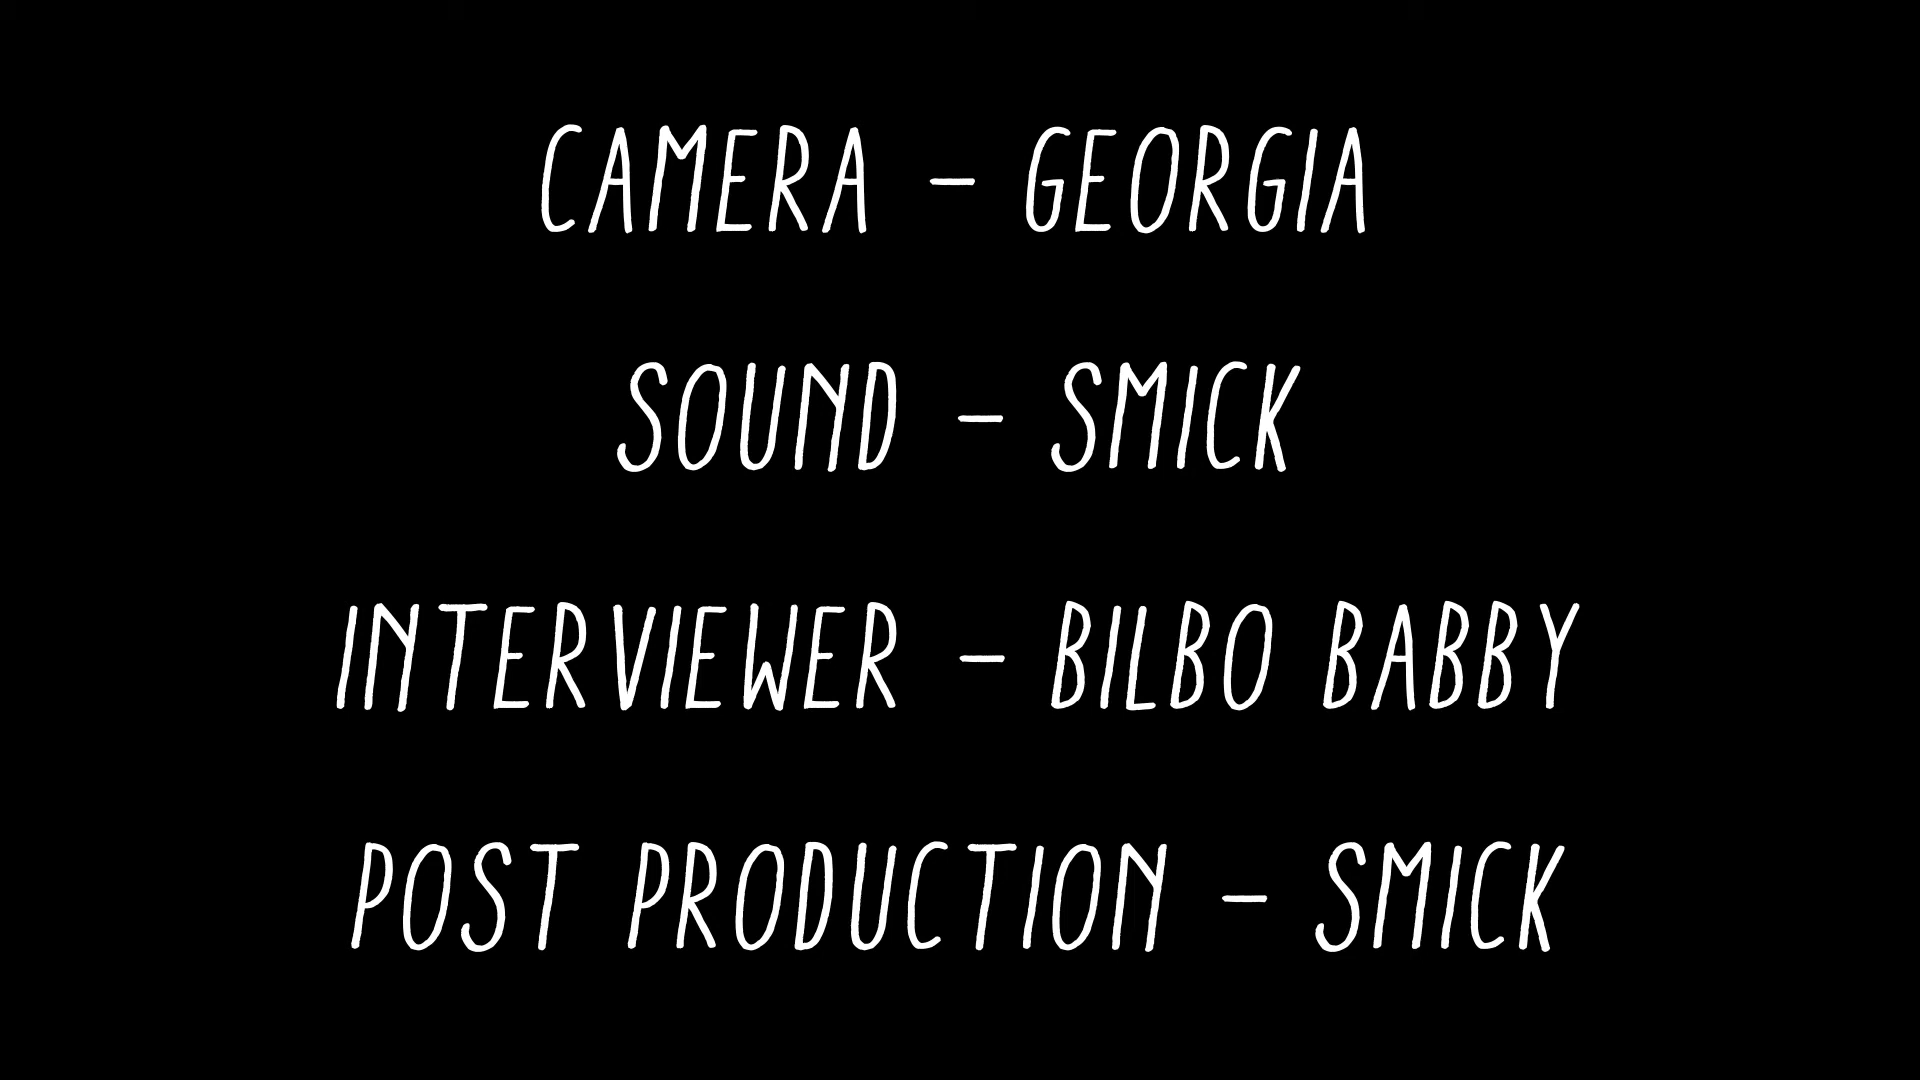 CAMERA - GEORGIA
SOUND - SMICK
INTERVIEWER - BILBO BABBY
POST PRODUCTION - SMICK